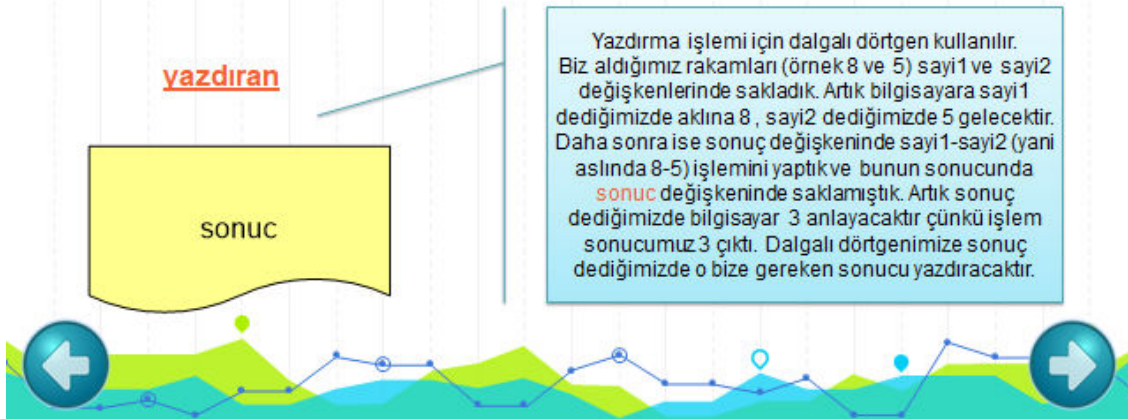 yazdıran
sonuc
Yazdırma işlemi için dalgalı dörtgen kullanılır.
Biz aldığımız rakamları (örnek 8 ve 5) sayi1 ve sayi2
değişkenlerinde sakladık. Artık bilgisayara sayi1
dediğimizde aklına 8 , sayi2 dediğimizde 5 gelecektir.
Daha sonra ise sonuç değişkeninde sayi1-sayi2 (yani
aslında 8-5) işlemini yaptık ve bunun sonucunda
sonuc değişkeninde saklamıştık. Artık sonuç
dediğimizde bilgisayar 3 anlayacaktır çünkü işlem
sonucumuz 3 çıktı. Dalgalı dörtgenimize sonuç
dediğimizde o bize gereken sonucu yazdıracaktır.